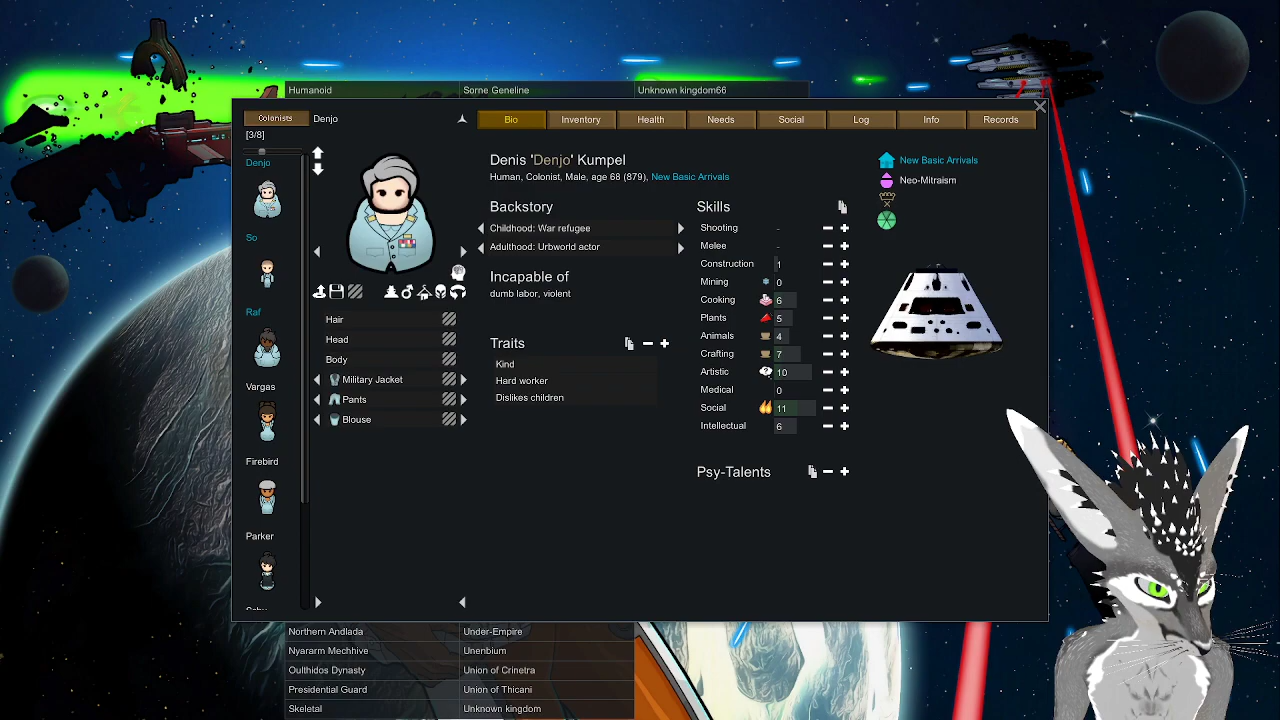 Humanoid Some Geneline Unknown kingdom66
Colonists Denjo
[3/8]
Bio Inventory Health Needs Social Log Info Records
Denjo
So
Raf
Vargas
Firebird
Parker
Hair
Head
Body
Military Jacket
Pants
Blouse
Denis 'Denjo' Kumpel
Human, Colonist, Male, age 68 (879), New Basic Arrivals
Backstory
Childhood: War refugee
Adulthood: Urbworld actor
Incapable of
dumb labor, violent
Traits
Kind
Hard worker
Dislikes children
Skills
Shooting -
Melee -
Construction 1
Mining 0
Cooking 6
Plants 5
Animals 4
Crafting 7
Artistic 10
Medical 0
Social 11
Intellectual 6
Psy-Talents
New Basic Arrivals
Neo-Mitraism
Northern Andlada Under-Empire
Nyararm Mechhive Unenbium
Oulthidos Dynasty Union of Crinetra
Presidential Guard Union of Thicani
Skeletal Unknown kingdom